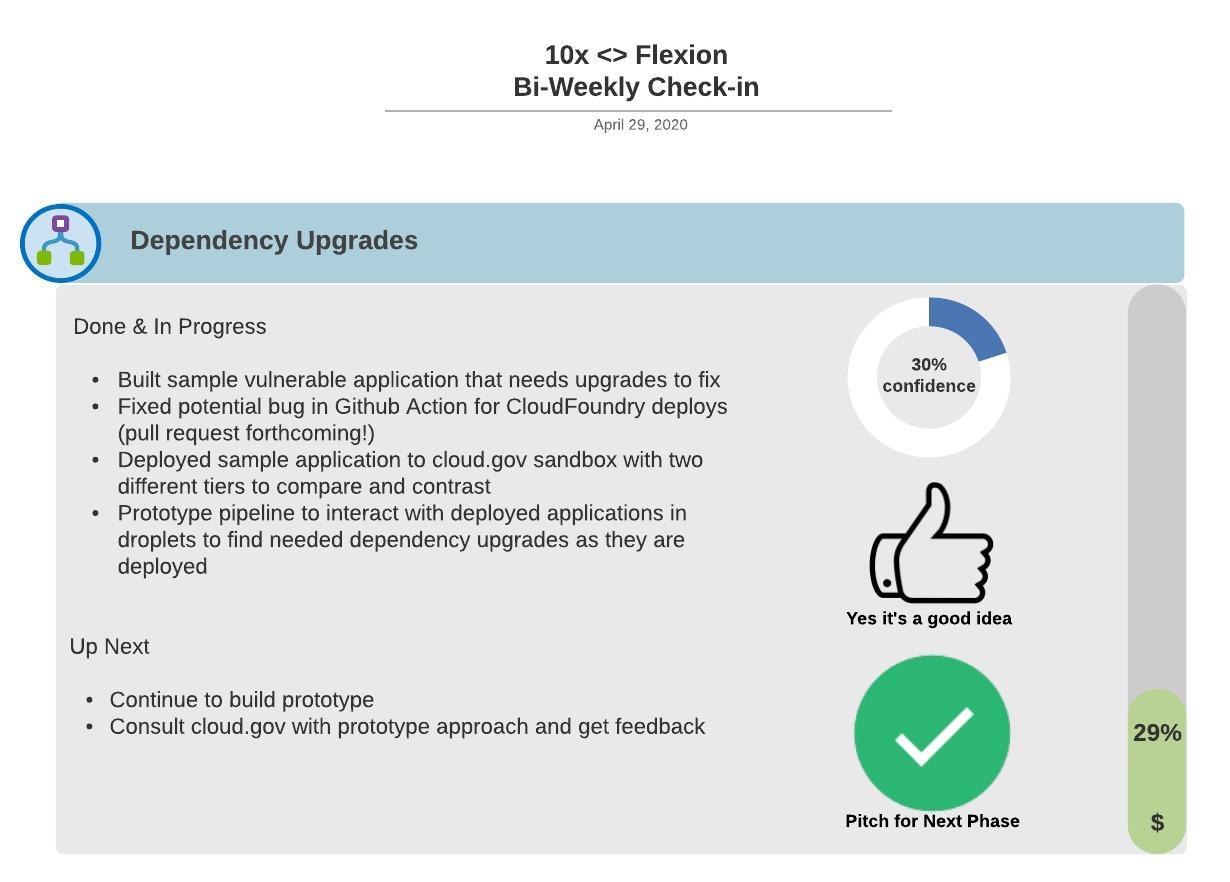 10x <> Flexion
Bi-Weekly Check-in
April 29, 2020
Dependency Upgrades
Done & In Progress
• Built sample vulnerable application that needs upgrades to fix
• Fixed potential bug in Github Action for CloudFoundry deploys
(pull request forthcoming!)
• Deployed sample application to cloud.gov sandbox with two
different tiers to compare and contrast
• Prototype pipeline to interact with deployed applications in
droplets to find needed dependency upgrades as they are
deployed
Up Next
• Continue to build prototype
• Consult cloud.gov with prototype approach and get feedback
30%
confidence
Yes it's a good idea
Pitch for Next Phase
29%
$